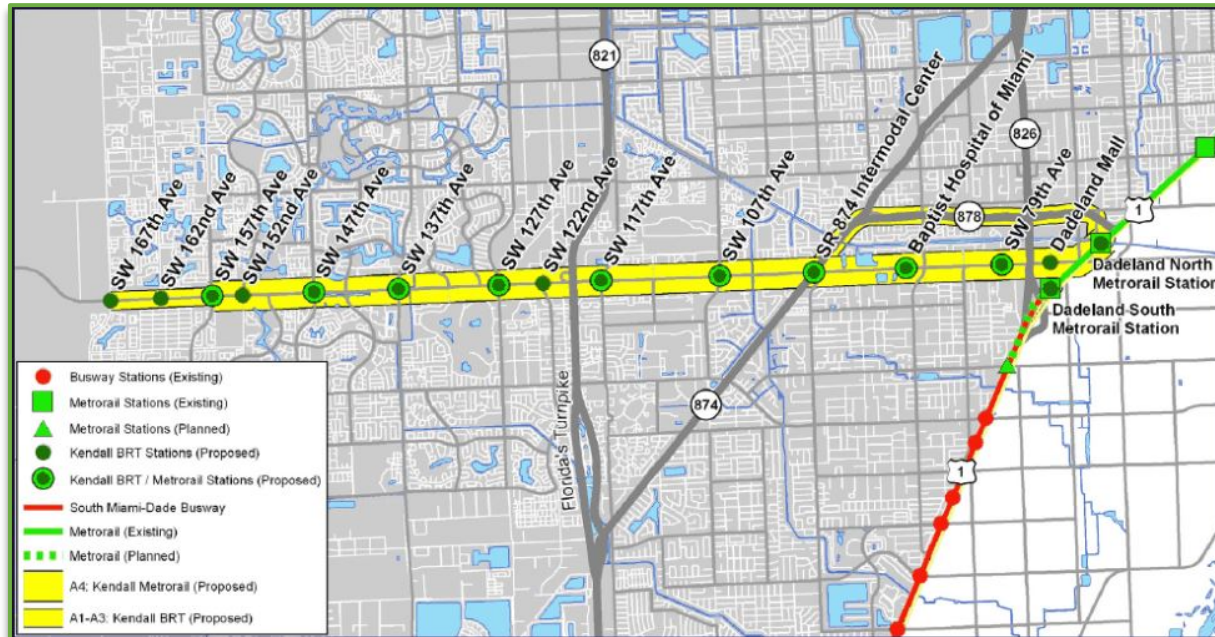 821
826
878
1
874
1
SW 167th Ave
SW 162nd Ave
SW 157th Ave
SW 152nd Ave
SW 147th Ave
SW 137th Ave
SW 127th Ave
SW 122nd Ave
SW 117th Ave
SW 107th Ave
SR 874 Intermodal Center
Baptist Hospital of Miami
SW 79th Ave
Dadeland Mall
Dadeland North
Metrorail Station
Dadeland South
Metrorail Station
Florida's Turnpike
Busway Stations (Existing)
Metrorail Stations (Existing)
Metrorail Stations (Planned)
Kendall BRT Stations (Proposed)
Kendall BRT / Metrorail Stations (Proposed)
South Miami-Dade Busway
Metrorail (Existing)
Metrorail (Planned)
A4: Kendall Metrorail (Proposed)
A1-A3: Kendall BRT (Proposed)